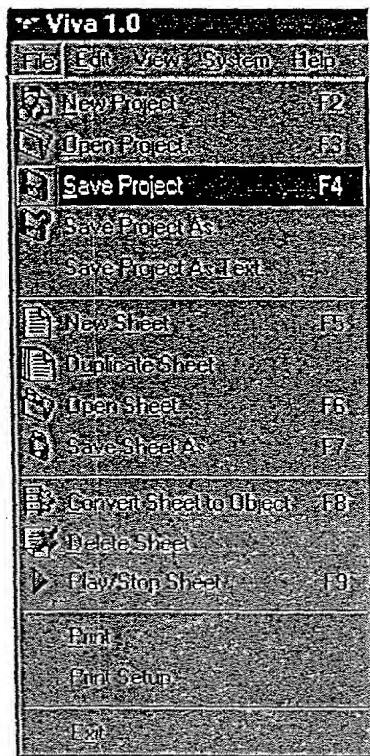 Viva 1.0
File Edit View System Help
New Project F2
Open Project... F3
Save Project F4
Save Project As
Save Project As Text
New Sheet F5
Duplicate Sheet
Open Sheet... F6
Save Sheet As F7
Convert Sheet to Object F8
Delete Sheet
Play/Stop Sheet F9
Print
Print Setup
Exit